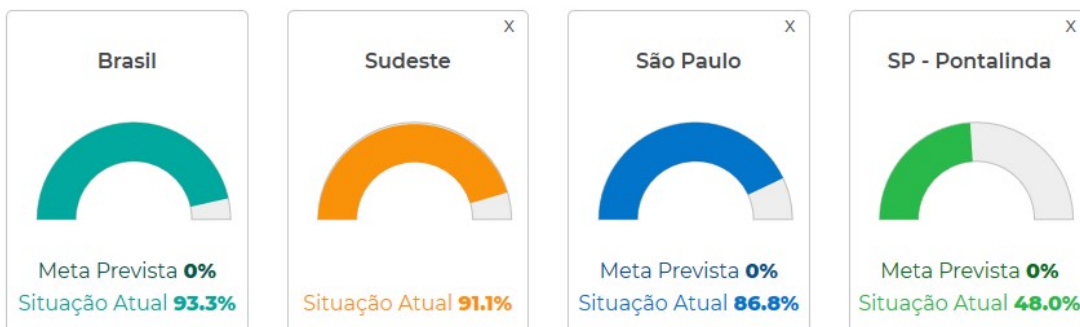 X
X
X
Brasil
Sudeste
São Paulo
SP - Pontalinda
Meta Prevista 0%
Situação Atual 93.3%
Situação Atual 91.1%
Meta Prevista 0%
Situação Atual 86.8%
Meta Prevista 0%
Situação Atual 48.0%